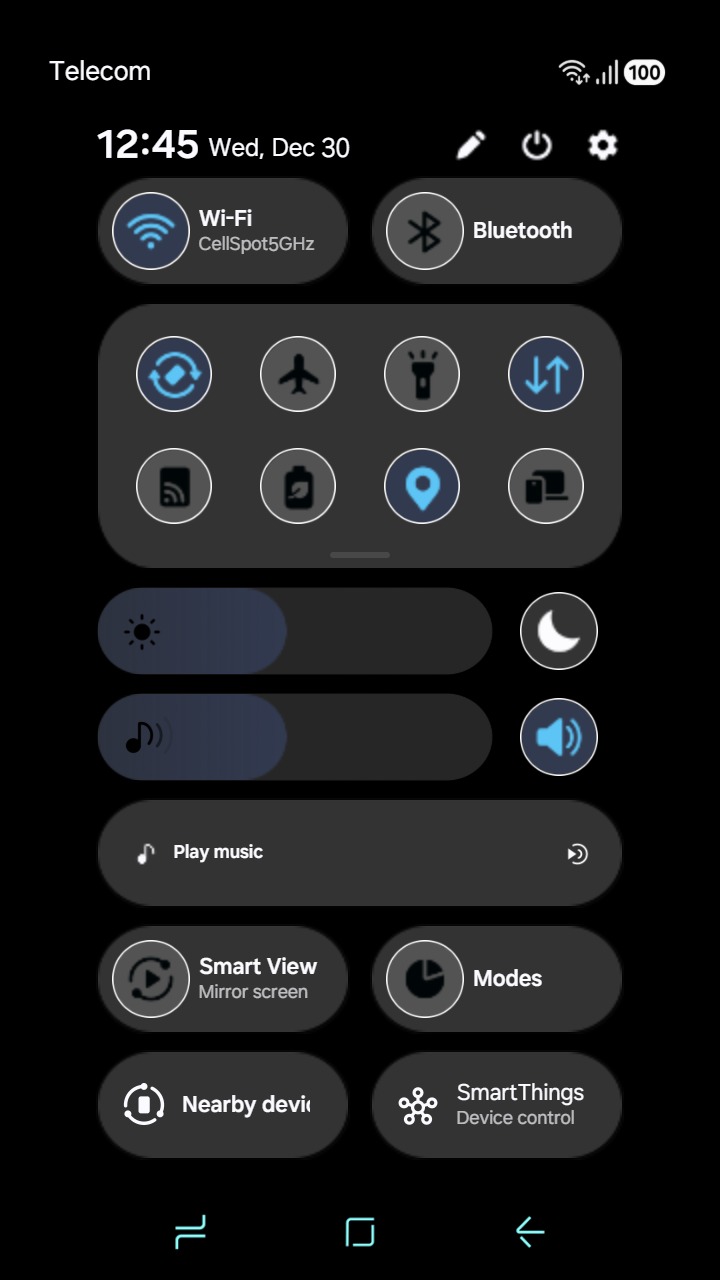 Telecom
100
12:45 Wed, Dec 30
Wi-Fi
CellSpot5GHz
Bluetooth
Play music
Smart View
Mirror screen
Modes
Nearby devi
SmartThings
Device control